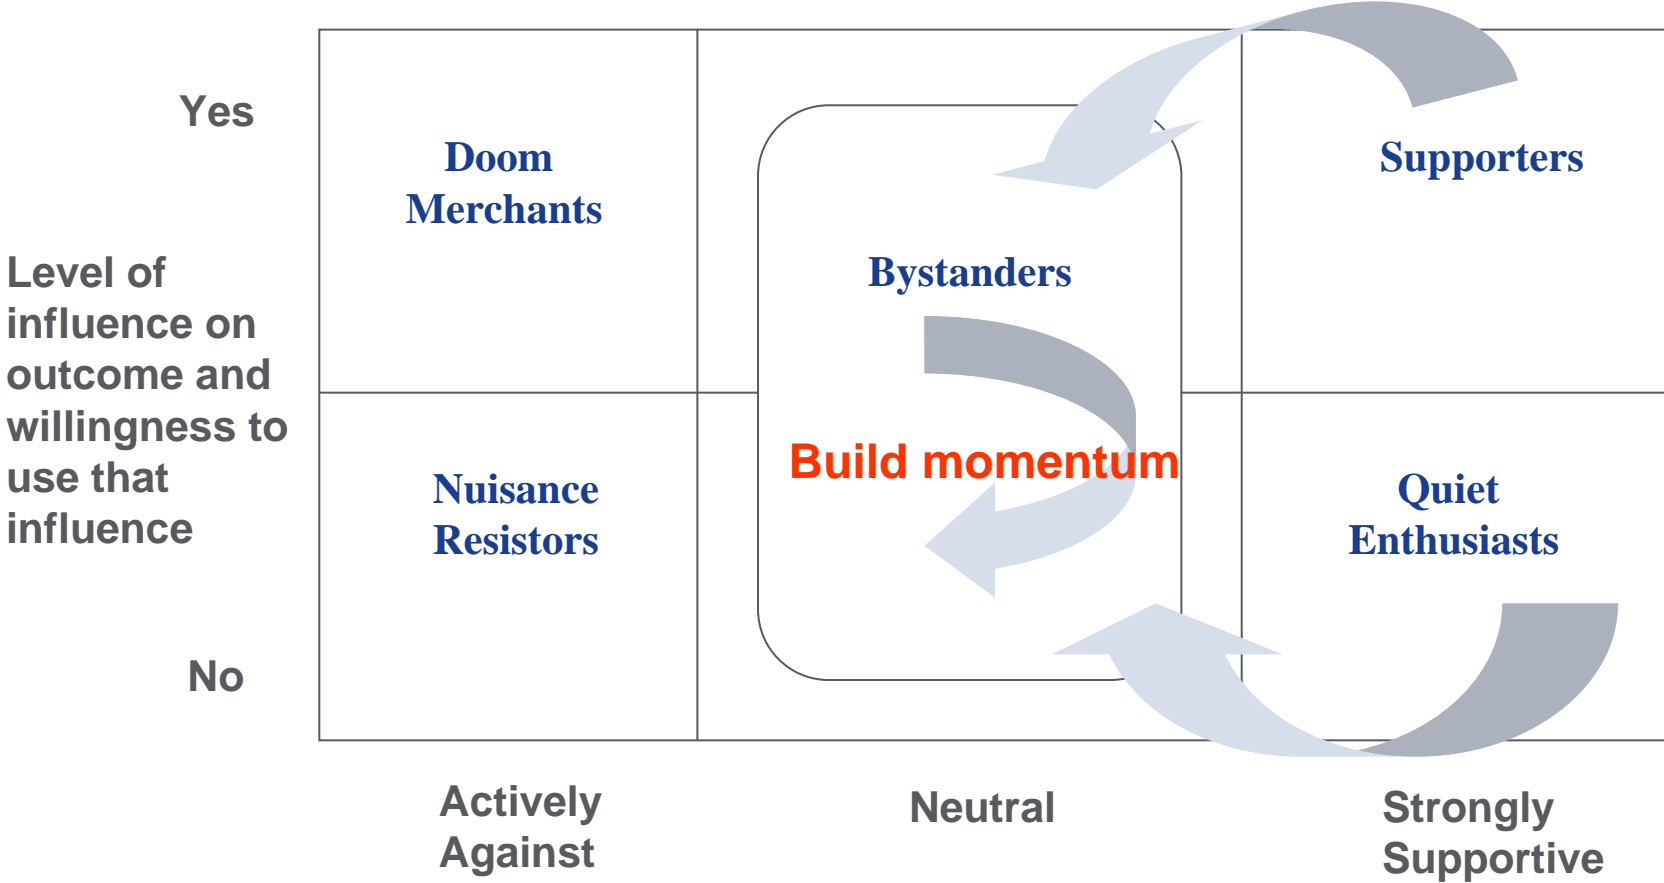 Yes
Doom
Merchants
Supporters
Level of
influence on
outcome and
willingness to
use that
influence
Bystanders
Build momentum
Nuisance
Resistors
Quiet
Enthusiasts
No
Actively
Against
Neutral
Strongly
Supportive